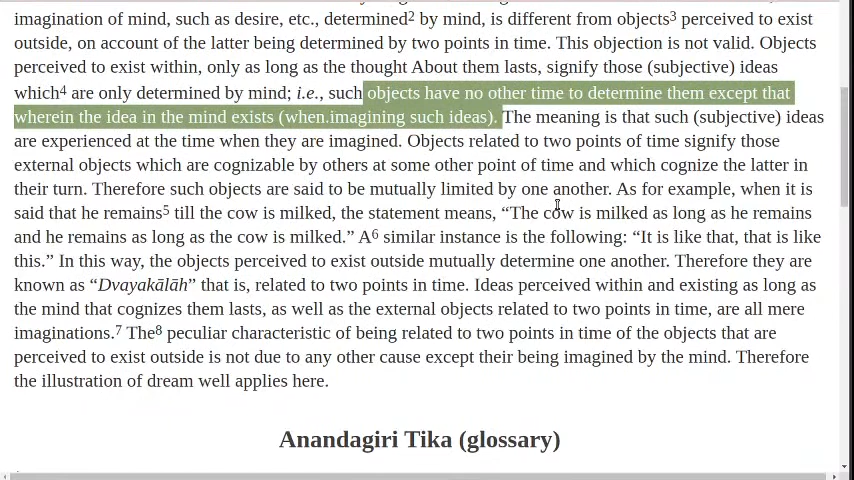 imagination of mind, such as desire, etc., determined2 by mind, is different from objects3 perceived to exist
outside, on account of the latter being determined by two points in time. This objection is not valid. Objects
perceived to exist within, only as long as the thought About them lasts, signify those (subjective) ideas
which4 are only determined by mind; i.e., such objects have no other time to determine them except that
wherein the idea in the mind exists (when.imagining such ideas). The meaning is that such (subjective) ideas
are experienced at the time when they are imagined. Objects related to two points of time signify those
external objects which are cognizable by others at some other point of time and which cognize the latter in
their turn. Therefore such objects are said to be mutually limited by one another. As for example, when it is
said that he remains5 till the cow is milked, the statement means, “The cow is milked as long as he remains
and he remains as long as the cow is milked.” A6 similar instance is the following: “It is like that, that is like
this.” In this way, the objects perceived to exist outside mutually determine one another. Therefore they are
known as “Dvayakālāh” that is, related to two points in time. Ideas perceived within and existing as long as
the mind that cognizes them lasts, as well as the external objects related to two points in time, are all mere
imaginations.7 The8 peculiar characteristic of being related to two points in time of the objects that are
perceived to exist outside is not due to any other cause except their being imagined by the mind. Therefore
the illustration of dream well applies here.
Anandagiri Tika (glossary)